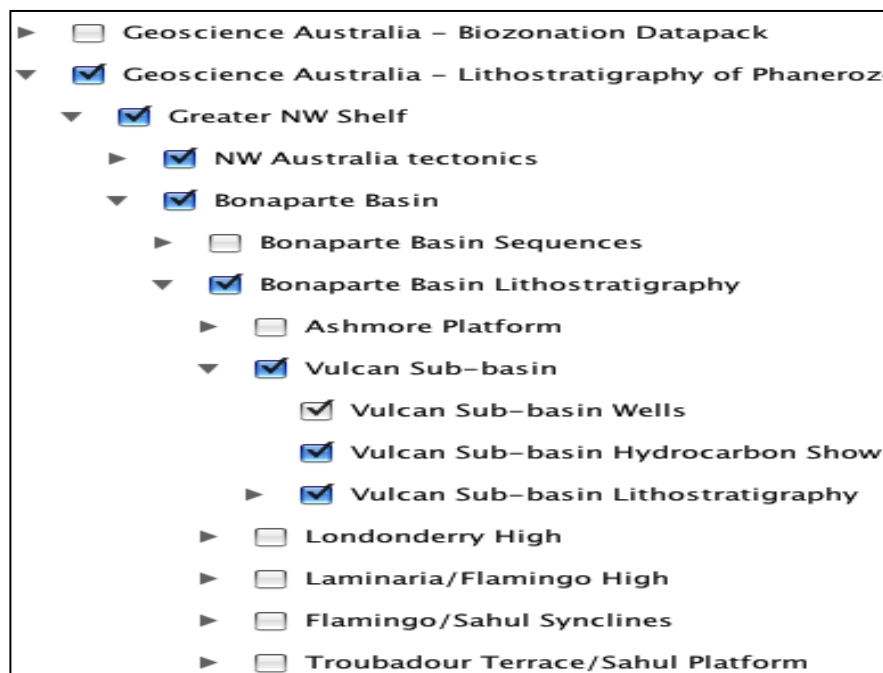 Geoscience Australia – Biozonation Datapack
Geoscience Australia – Lithostratigraphy of Phaneroz
Greater NW Shelf
NW Australia tectonics
Bonaparte Basin
Bonaparte Basin Sequences
Bonaparte Basin Lithostratigraphy
Ashmore Platform
Vulcan Sub-basin
Vulcan Sub-basin Wells
Vulcan Sub-basin Hydrocarbon Show
Vulcan Sub-basin Lithostratigraphy
Londonderry High
Laminaria/Flamingo High
Flamingo/Sahul Synclines
Troubadour Terrace/Sahul Platform